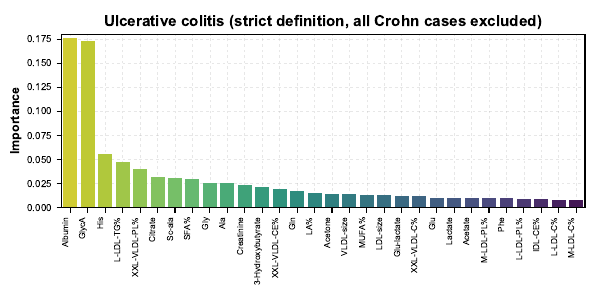 Ulcerative colitis (strict definition, all Crohn cases excluded)
Importance
0.175
0.150
0.125
0.100
0.075
0.050
0.025
0.000
Albumin
GlycA
His
L-LDL-TG%
XXL-VLDL-PL%
Citrate
Sc-ala
SFA%
Gly
Ala
Creatinine
3-Hydroxybutyrate
XXL-VLDL-CE%
Gln
LA%
Acetone
VLDL-size
MUFA%
LDL-size
Glu-lactate
XXL-VLDL-C%
Glu
Lactate
Acetate
M-LDL-PL%
Phe
L-LDL-PL%
IDL-CE%
L-LDL-C%
M-LDL-C%